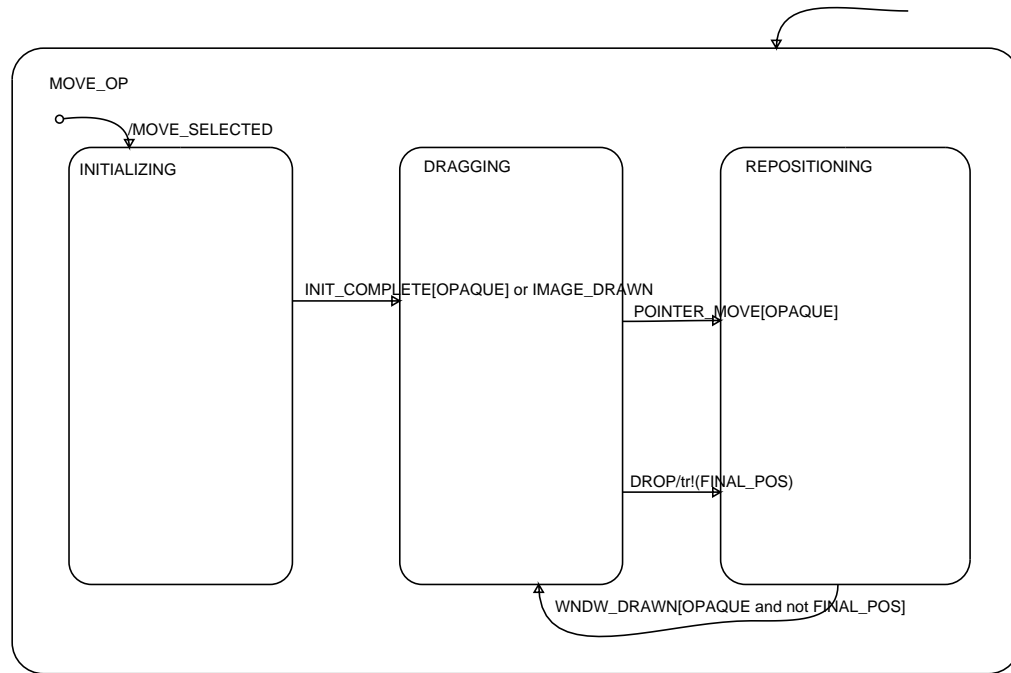 MOVE_OP
/MOVE_SELECTED
INITIALIZING
DRAGGING
REPOSITIONING
INIT_COMPLETE[OPAQUE] or IMAGE_DRAWN
POINTER_MOVE[OPAQUE]
DROP/tr!(FINAL_POS)
WNDW_DRAWN[OPAQUE and not FINAL_POS]